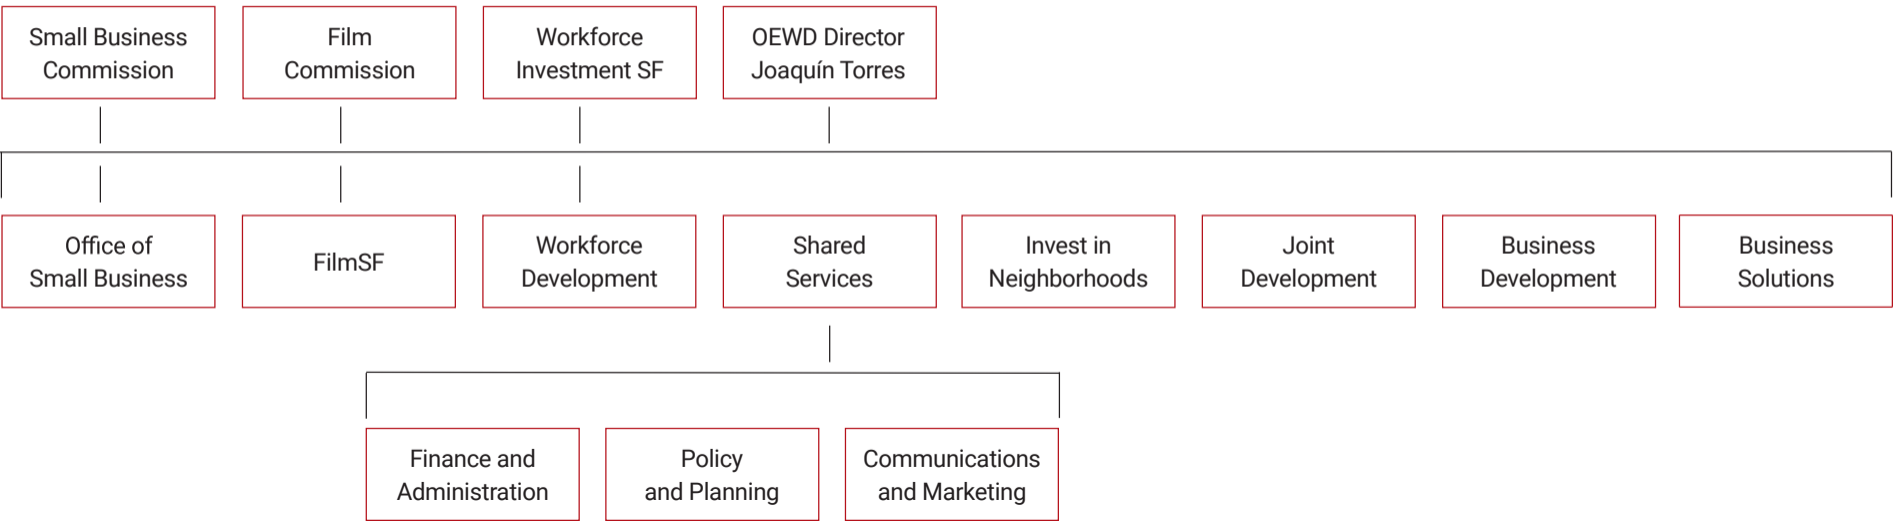 Small Business
Commission
Film
Commission
Workforce
Investment SF
OEWD Director
Joaquín Torres
Office of
Small Business
FilmSF
Workforce
Development
Shared
Services
Invest in
Neighborhoods
Joint
Development
Business
Development
Business
Solutions
Finance and
Administration
Policy
and Planning
Communications
and Marketing